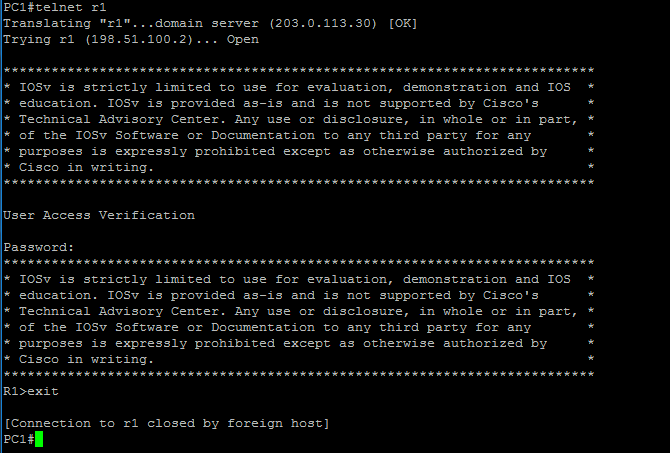 PC1#telnet r1
Translating "r1"...domain server (203.0.113.30) [OK]
Trying r1 (198.51.100.2)... Open
**************************************************************************
* IOSv is strictly limited to use for evaluation, demonstration and IOS  *
* education. IOSv is provided as-is and is not supported by Cisco's      *
* Technical Advisory Center. Any use or disclosure, in whole or in part, *
* of the IOSv Software or Documentation to any third party for any       *
* purposes is expressly prohibited except as otherwise authorized by     *
* Cisco in writing.                                                      *
**************************************************************************
User Access Verification
Password:
**************************************************************************
* IOSv is strictly limited to use for evaluation, demonstration and IOS  *
* education. IOSv is provided as-is and is not supported by Cisco's      *
* Technical Advisory Center. Any use or disclosure, in whole or in part, *
* of the IOSv Software or Documentation to any third party for any       *
* purposes is expressly prohibited except as otherwise authorized by     *
* Cisco in writing.                                                      *
**************************************************************************
R1>exit
[Connection to r1 closed by foreign host]
PC1#